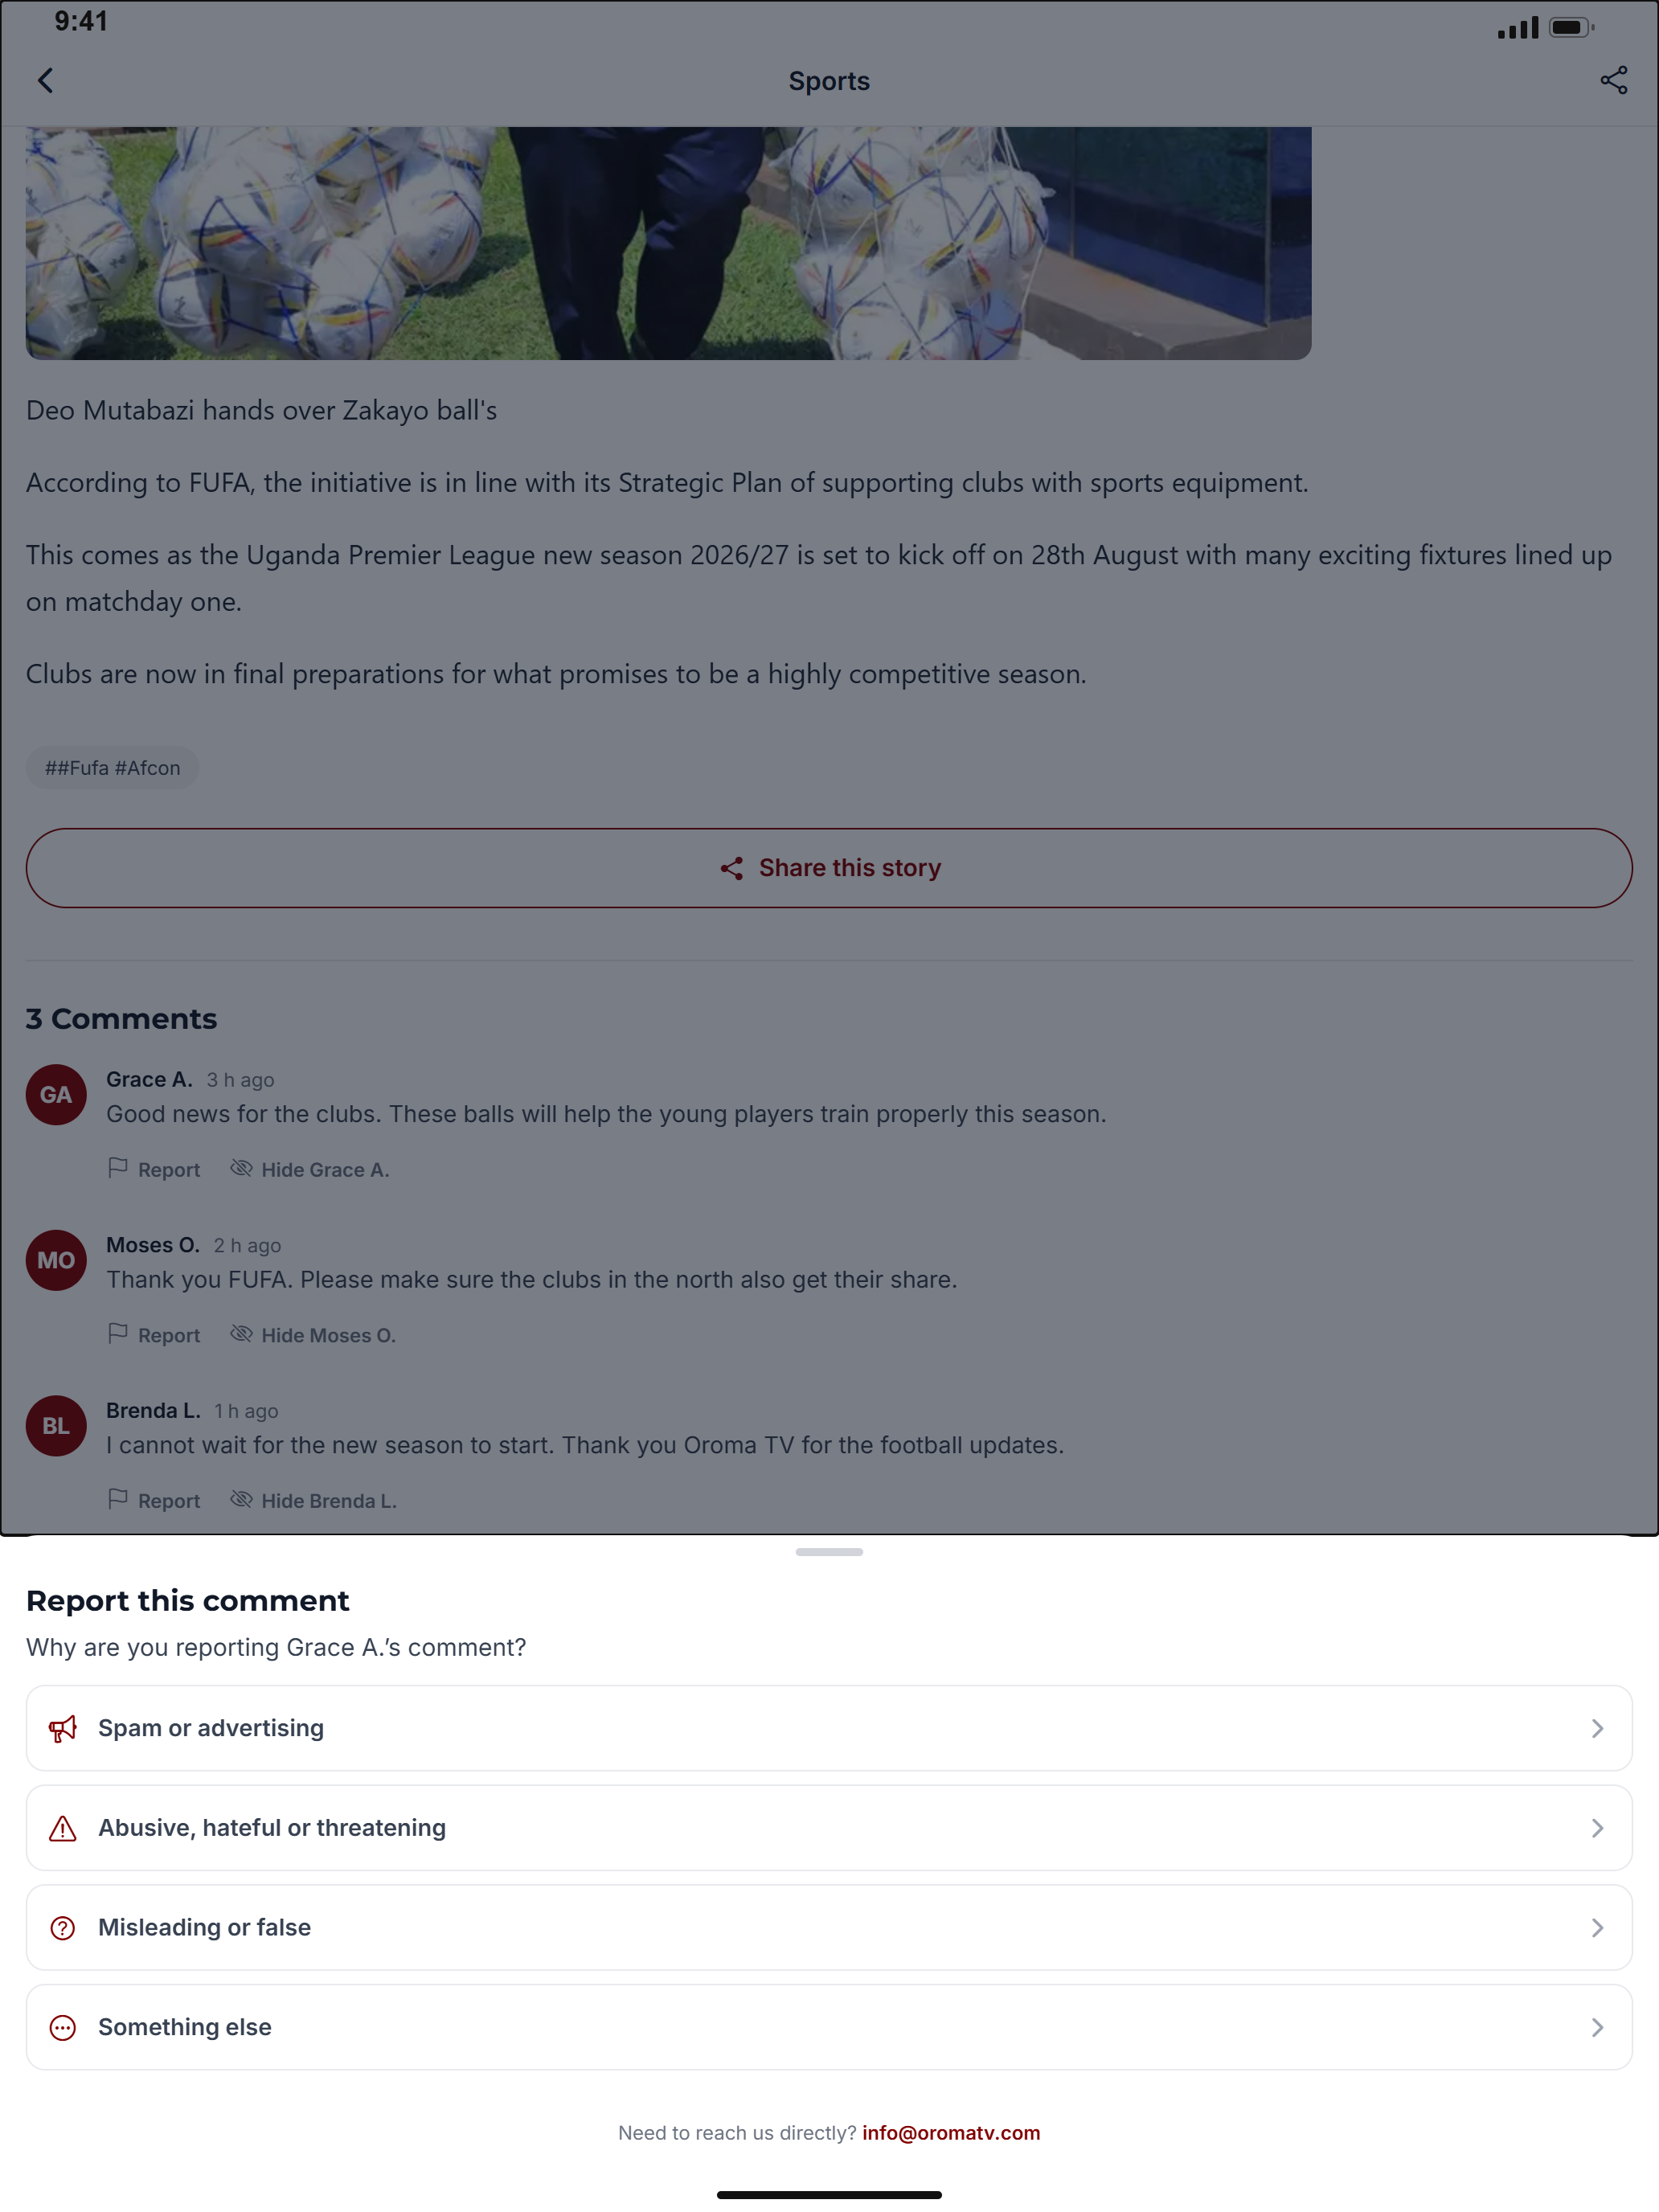 9:41
Sports
Deo Mutabazi hands over Zakayo ball's
According to FUFA, the initiative is in line with its Strategic Plan of supporting clubs with sports equipment.
This comes as the Uganda Premier League new season 2026/27 is set to kick off on 28th August with many exciting fixtures lined up
on matchday one.
Clubs are now in final preparations for what promises to be a highly competitive season.
##Fufa #Afcon
Share this story
3 Comments
GA
Grace A. 3 h ago
Good news for the clubs. These balls will help the young players train properly this season.
Report Hide Grace A.
MO
Moses O. 2 h ago
Thank you FUFA. Please make sure the clubs in the north also get their share.
Report Hide Moses O.
BL
Brenda L. 1 h ago
I cannot wait for the new season to start. Thank you Oroma TV for the football updates.
Report Hide Brenda L.
Report this comment
Why are you reporting Grace A.’s comment?
Spam or advertising
Abusive, hateful or threatening
Misleading or false
Something else
Need to reach us directly? info@oromatv.com